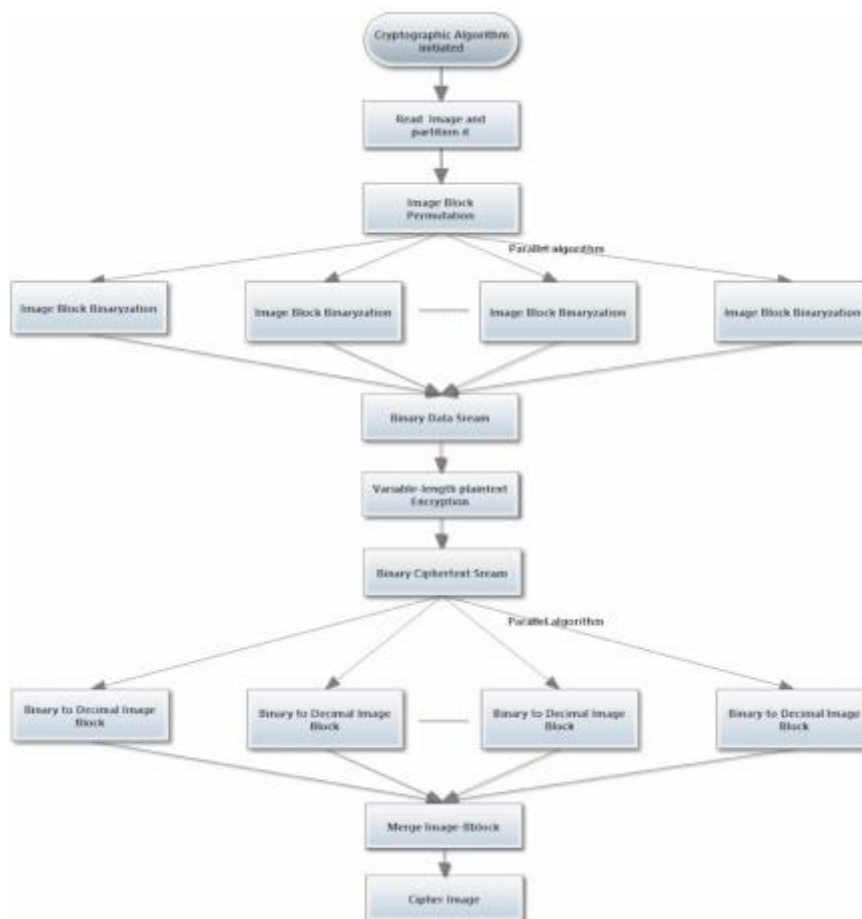 Cryptographic Algorithm
initiated
Read Image and
partition it
Image Block
Permutation
Parallel algorithm
Image Block Binaryzation
Image Block Binaryzation
Image Block Binaryzation
Image Block Binaryzation
Binary Data Sream
Variable-length plaintext
Encryption
Binary Ciphertext Sream
Parallel algorithm
Binary to Decimal Image
Block
Binary to Decimal Image
Block
Binary to Decimal Image
Block
Binary to Decimal Image
Block
Merge Image Bblock
Cipher Image